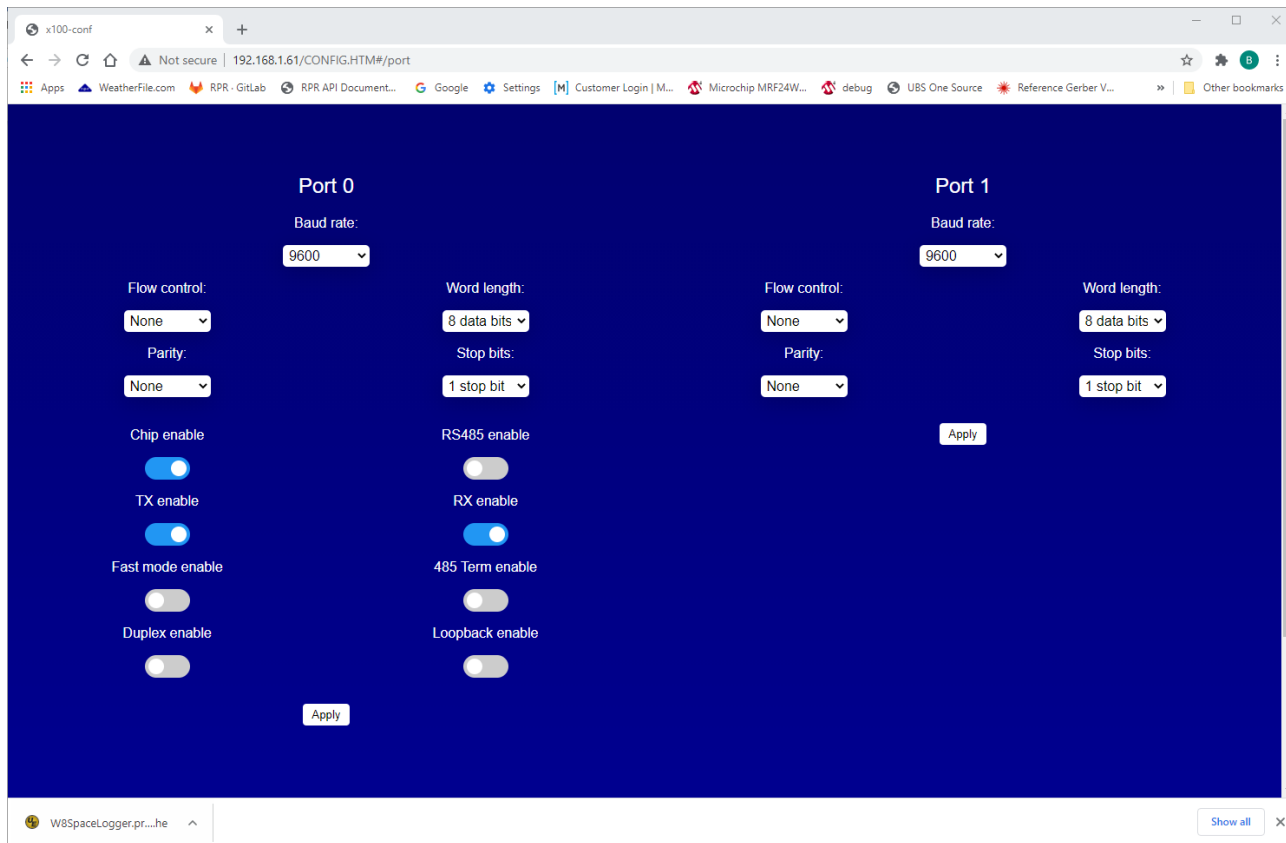 x100-conf
Not secure | 192.168.1.61/CONFIG.HTM#/port
B
Apps WeatherFile.com RPR · GitLab RPR API Document... Google Settings [M] Customer Login | M... Microchip MRF24W... debug UBS One Source Reference Gerber V... » Other bookmarks
Port 0
Baud rate:
9600
Flow control: Word length:
None 8 data bits
Parity: Stop bits:
None 1 stop bit
Chip enable RS485 enable
TX enable RX enable
Fast mode enable 485 Term enable
Duplex enable Loopback enable
Apply
Port 1
Baud rate:
9600
Flow control: Word length:
None 8 data bits
Parity: Stop bits:
None 1 stop bit
Apply
W8SpaceLogger.pr....he
Show all